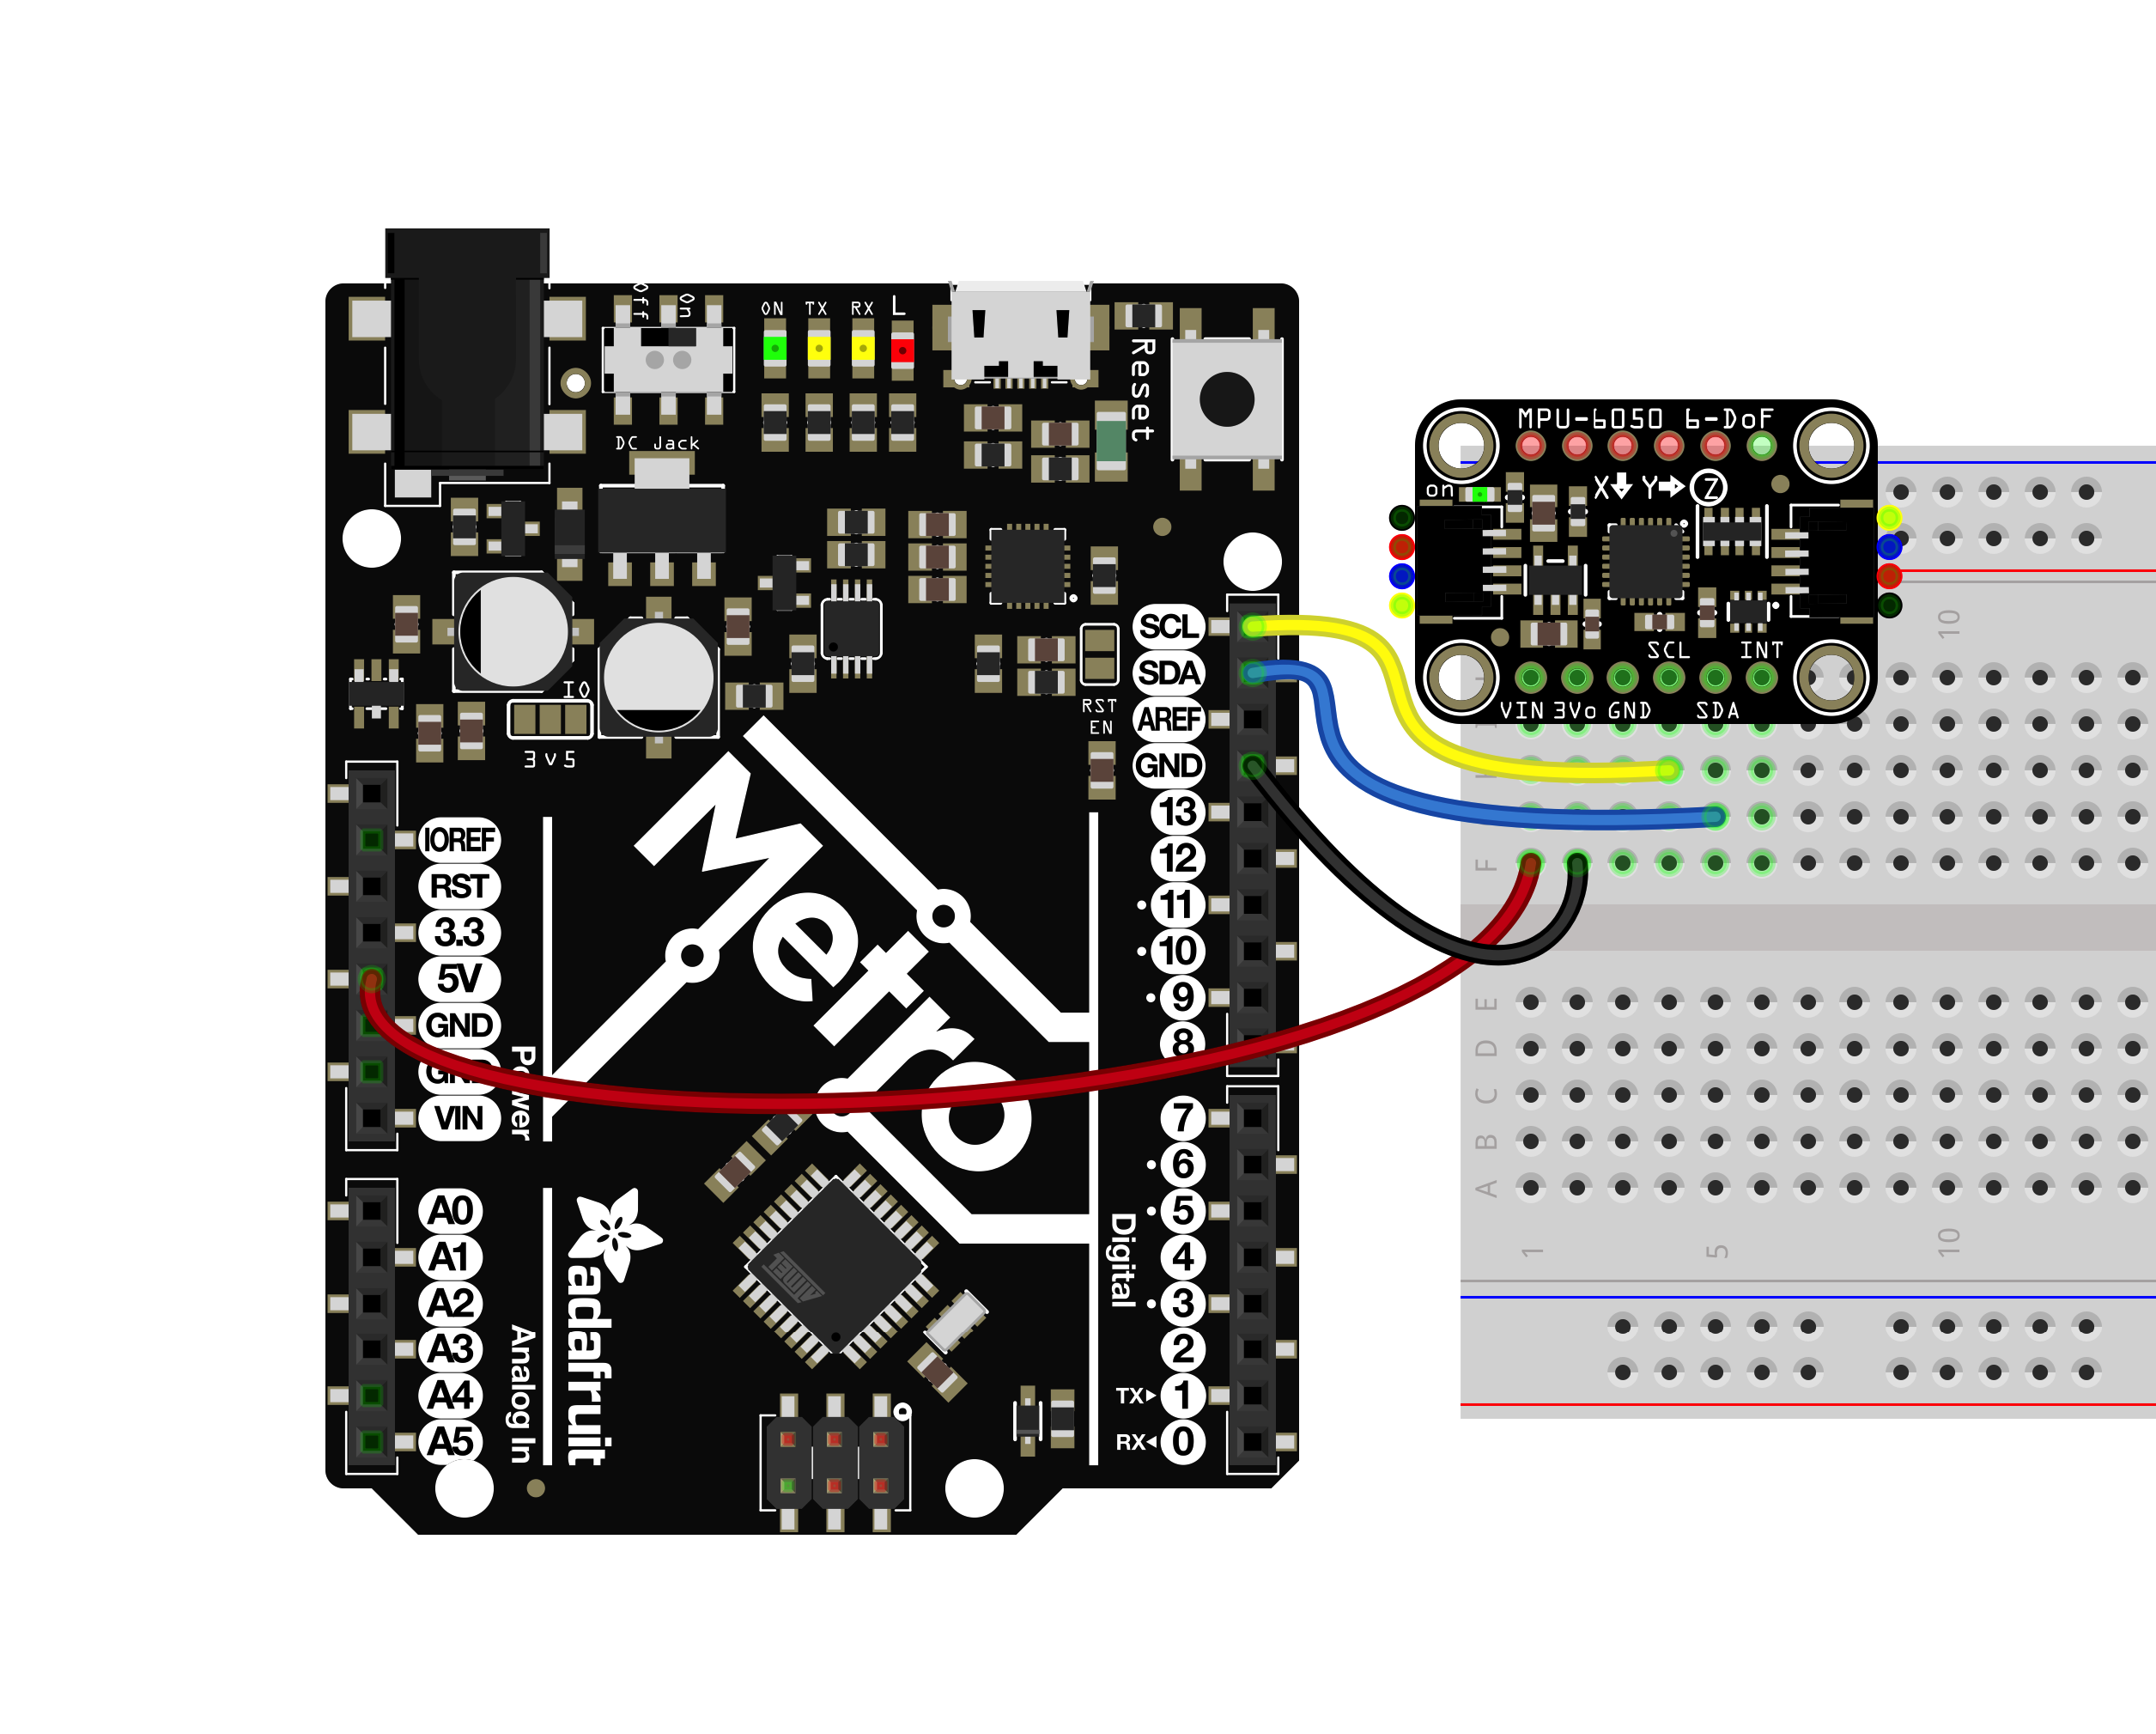 Off
On
ON TX RX L
DC Jack
Reset
IO
3V5
RST
EN
SCL
SDA
AREF
GND
13
12
11
10
9
8
7
6
5
4
3
2
TX 1
RX 0
Digital
IOREF
RST
3.3
5V
GND
GND
VIN
Power
A0
A1
A2
A3
A4
A5
Analog In
Metro
adafruit
MPU-6050 6-DoF
on
X Y Z
SCL INT
VIN 3Vo GND SDA
10
F
E
D
C
B
A
1 5 10